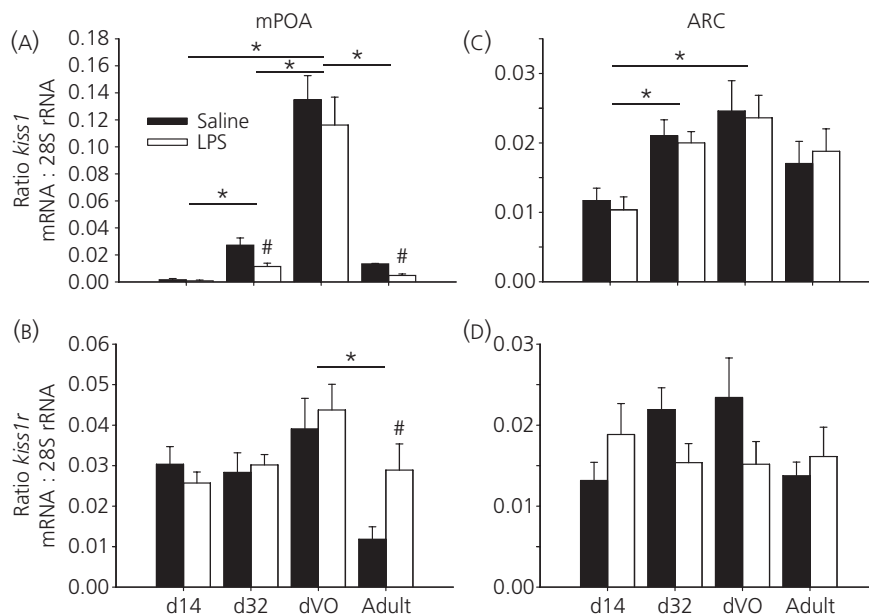 mPOA
ARC
(A)
0.18
0.16
0.14
0.12
0.10
0.08
0.06
0.04
0.02
0.00
Ratio kiss1
mRNA : 28S rRNA
Saline
LPS
*
*
*
*
#
#
(C)
0.03
0.02
0.01
0.00
*
*
(B)
0.06
0.05
0.04
0.03
0.02
0.01
0.00
Ratio kiss1r
mRNA : 28S rRNA
*
#
d14
d32
dVO
Adult
(D)
0.03
0.02
0.01
0.00
d14
d32
dVO
Adult